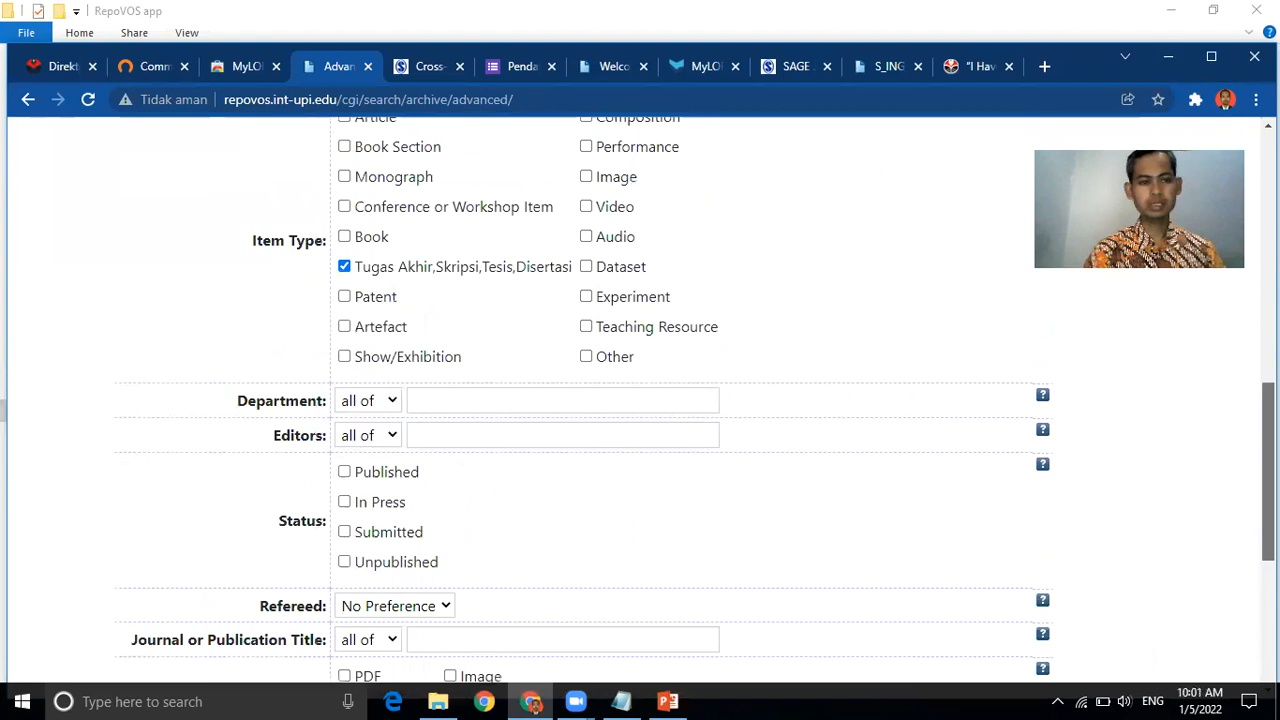 RepoVOS app
File Home Share View
Direkt Comm MyLOI Advan Cross- Penda Welco MyLOI SAGE S_ING "I Hav
Tidak aman repovos.int-upi.edu/cgi/search/archive/advanced/
Article Composition
Book Section Performance
Monograph Image
Conference or Workshop Item Video
Item Type: Book Audio
Tugas Akhir,Skripsi,Tesis,Disertasi Dataset
Patent Experiment
Artefact Teaching Resource
Show/Exhibition Other
Department: all of ?
Editors: all of ?
Published ?
In Press
Status: Submitted
Unpublished
Refereed: No Preference ?
Journal or Publication Title: all of ?
PDF Image ?
Type here to search ENG 10:01 AM
1/5/2022